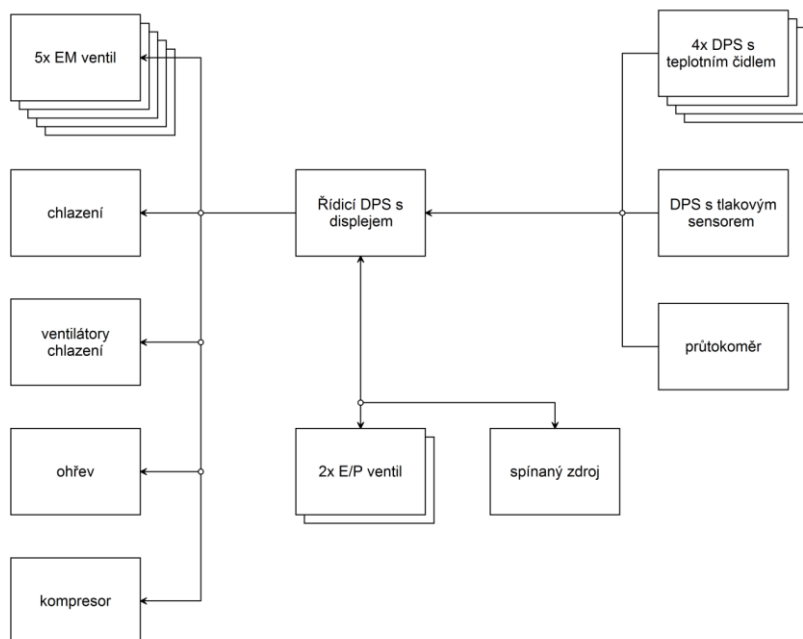 5x EM ventil
4x DPS s
teplotním čidlem
chlazení
Řídicí DPS s
displejem
DPS s tlakovým
sensorem
ventilátory
chlazení
průtokoměr
ohřev
2x E/P ventil
spínaný zdroj
kompresor